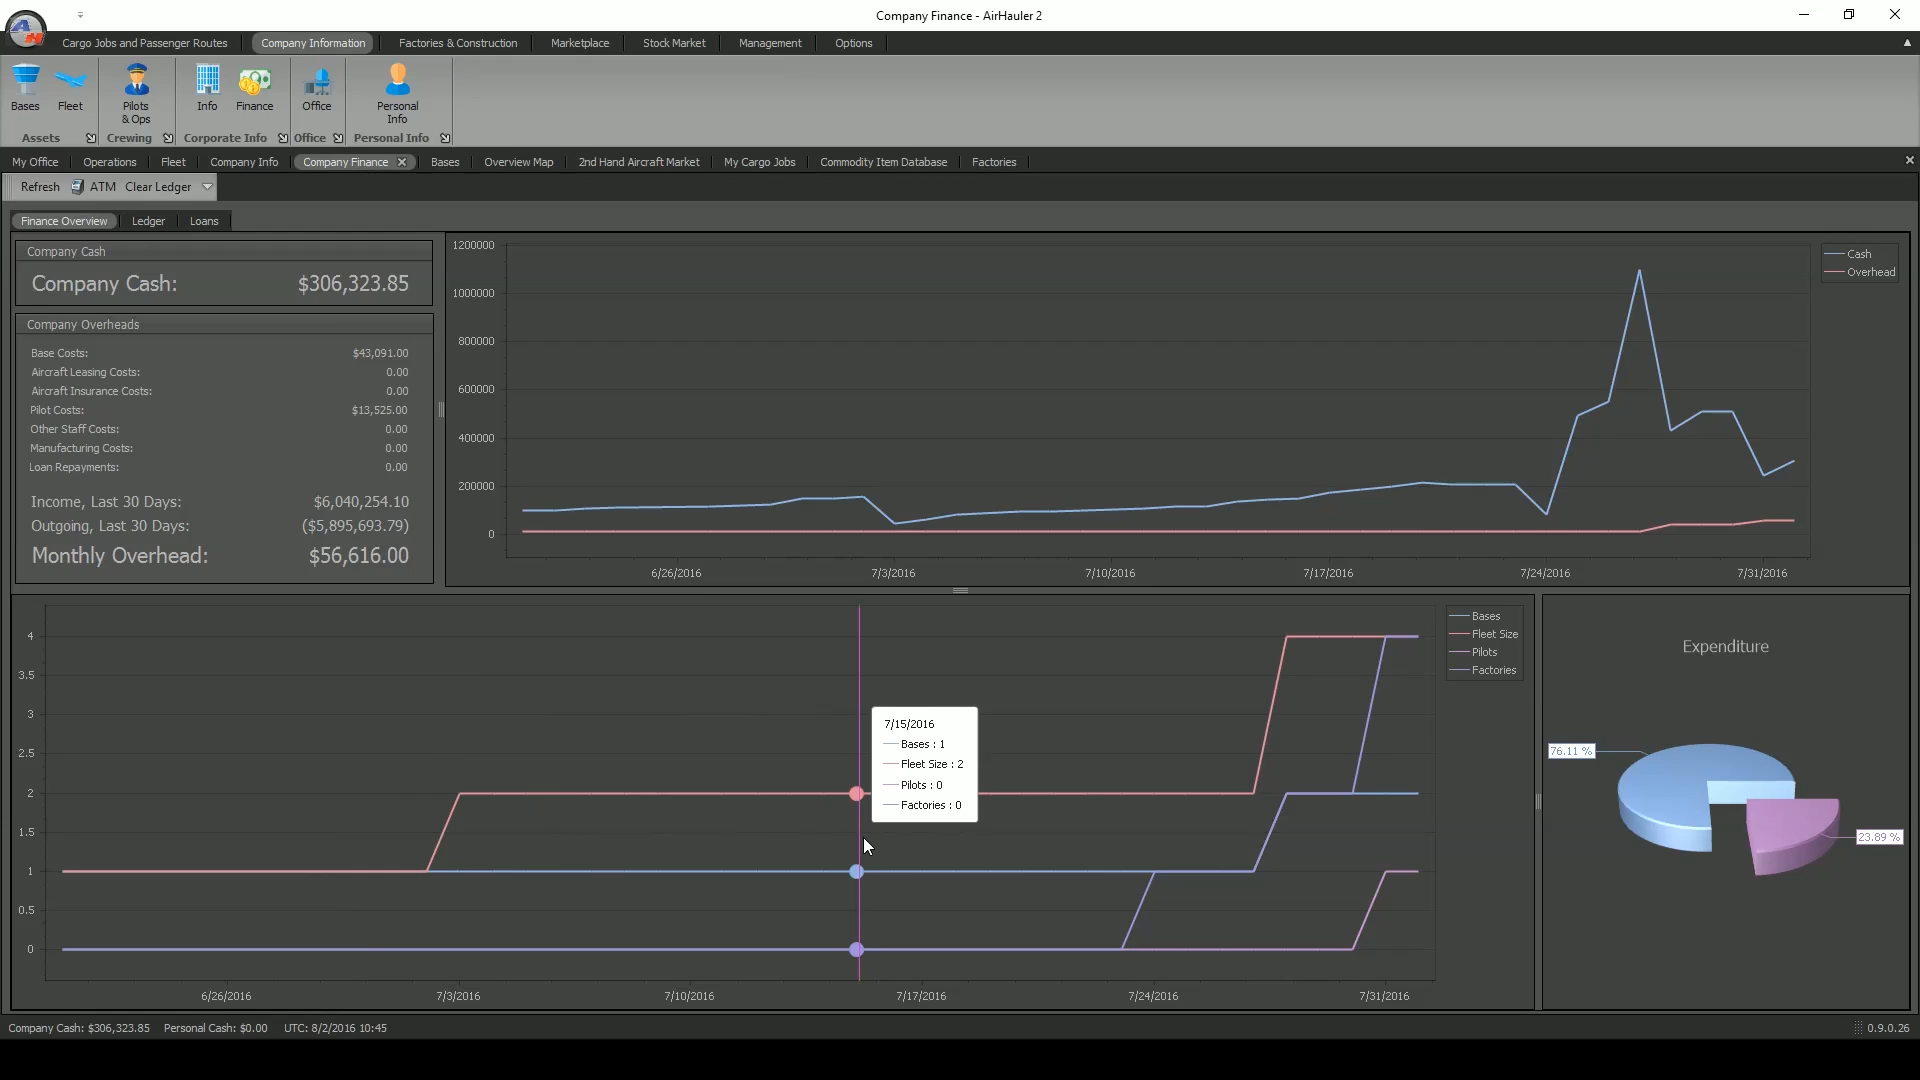 Company Finance - AirHauler 2
Cargo Jobs and Passenger Routes
Company Information
Factories & Construction
Marketplace
Stock Market
Management
Options
Bases
Fleet
Pilots
& Ops
Info
Finance
Office
Personal
Info
Assets
Crewing
Corporate Info
Office
Personal Info
My Office
Operations
Fleet
Company Info
Company Finance
Bases
Overview Map
2nd Hand Aircraft Market
My Cargo Jobs
Commodity Item Database
Factories
Refresh
ATM
Clear Ledger
Finance Overview
Ledger
Loans
Company Cash
Company Cash: $306,323.85
Company Overheads
Base Costs: $43,091.00
Aircraft Leasing Costs: 0.00
Aircraft Insurance Costs: 0.00
Pilot Costs: $13,525.00
Other Staff Costs: 0.00
Manufacturing Costs: 0.00
Loan Repayments: 0.00
Income, Last 30 Days: $6,040,254.10
Outgoing, Last 30 Days: ($5,895,693.79)
Monthly Overhead: $56,616.00
1200000
1000000
800000
600000
400000
200000
0
6/26/2016
7/3/2016
7/10/2016
7/17/2016
7/24/2016
7/31/2016
Cash
Overhead
4
3.5
3
2.5
2
1.5
1
0.5
0
6/26/2016
7/3/2016
7/10/2016
7/17/2016
7/24/2016
7/31/2016
7/15/2016
Bases : 1
Fleet Size : 2
Pilots : 0
Factories : 0
Bases
Fleet Size
Pilots
Factories
Expenditure
76.11 %
23.89 %
Company Cash: $306,323.85
Personal Cash: $0.00
UTC: 8/2/2016 10:45
0.9.0.26